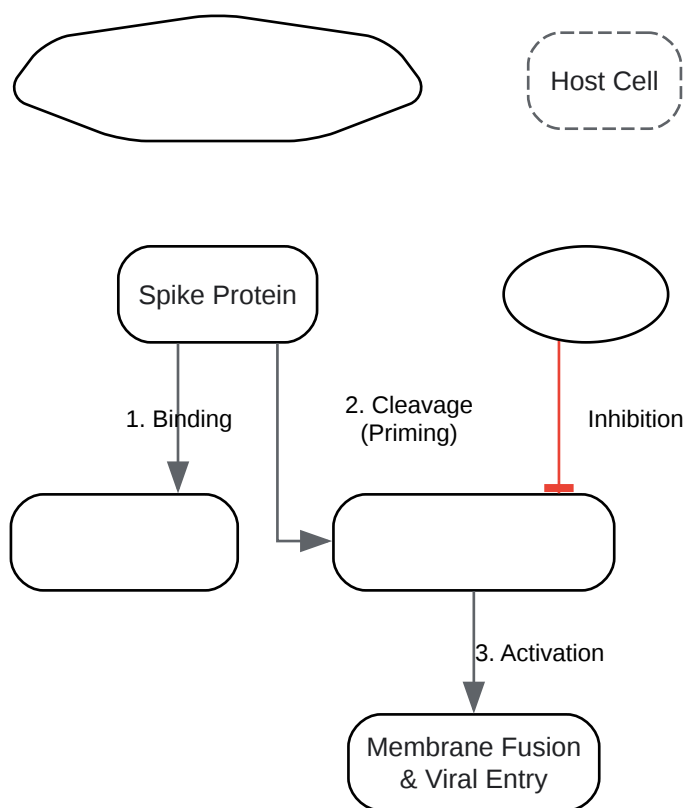 Host Cell
Spike Protein
1. Binding
2. Cleavage
(Priming)
Inhibition
3. Activation
Membrane Fusion
& Viral Entry